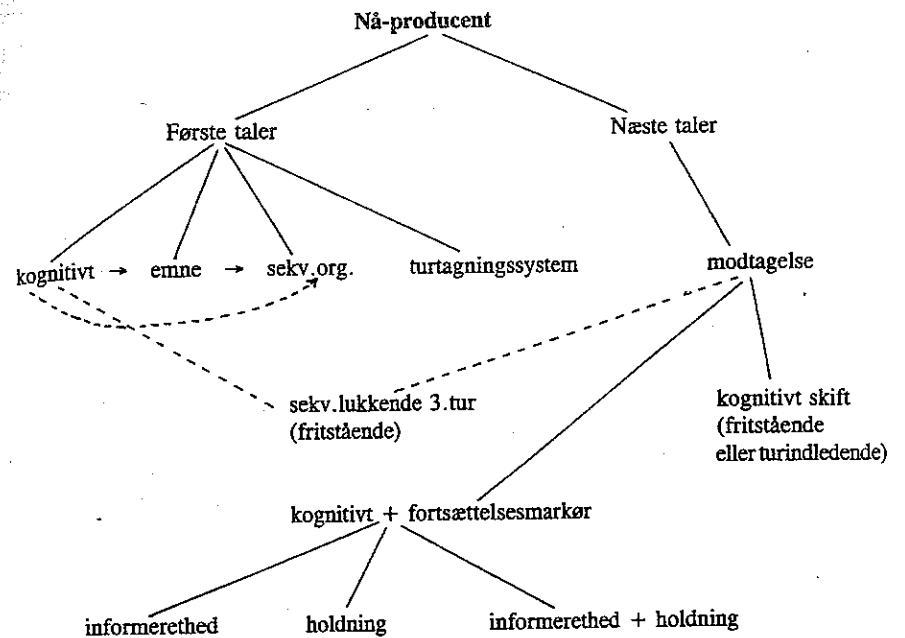 Nå-producent
Første taler
Næste taler
kognitivt → emne → sekv.org.
turtagningssystem
modtagelse
sekv.lukkende 3.tur
(fritstående)
kognitivt skift
(fritstående
eller turindledende)
kognitivt + fortsættelsesmarkør
informerethed
holdning
informerethed + holdning